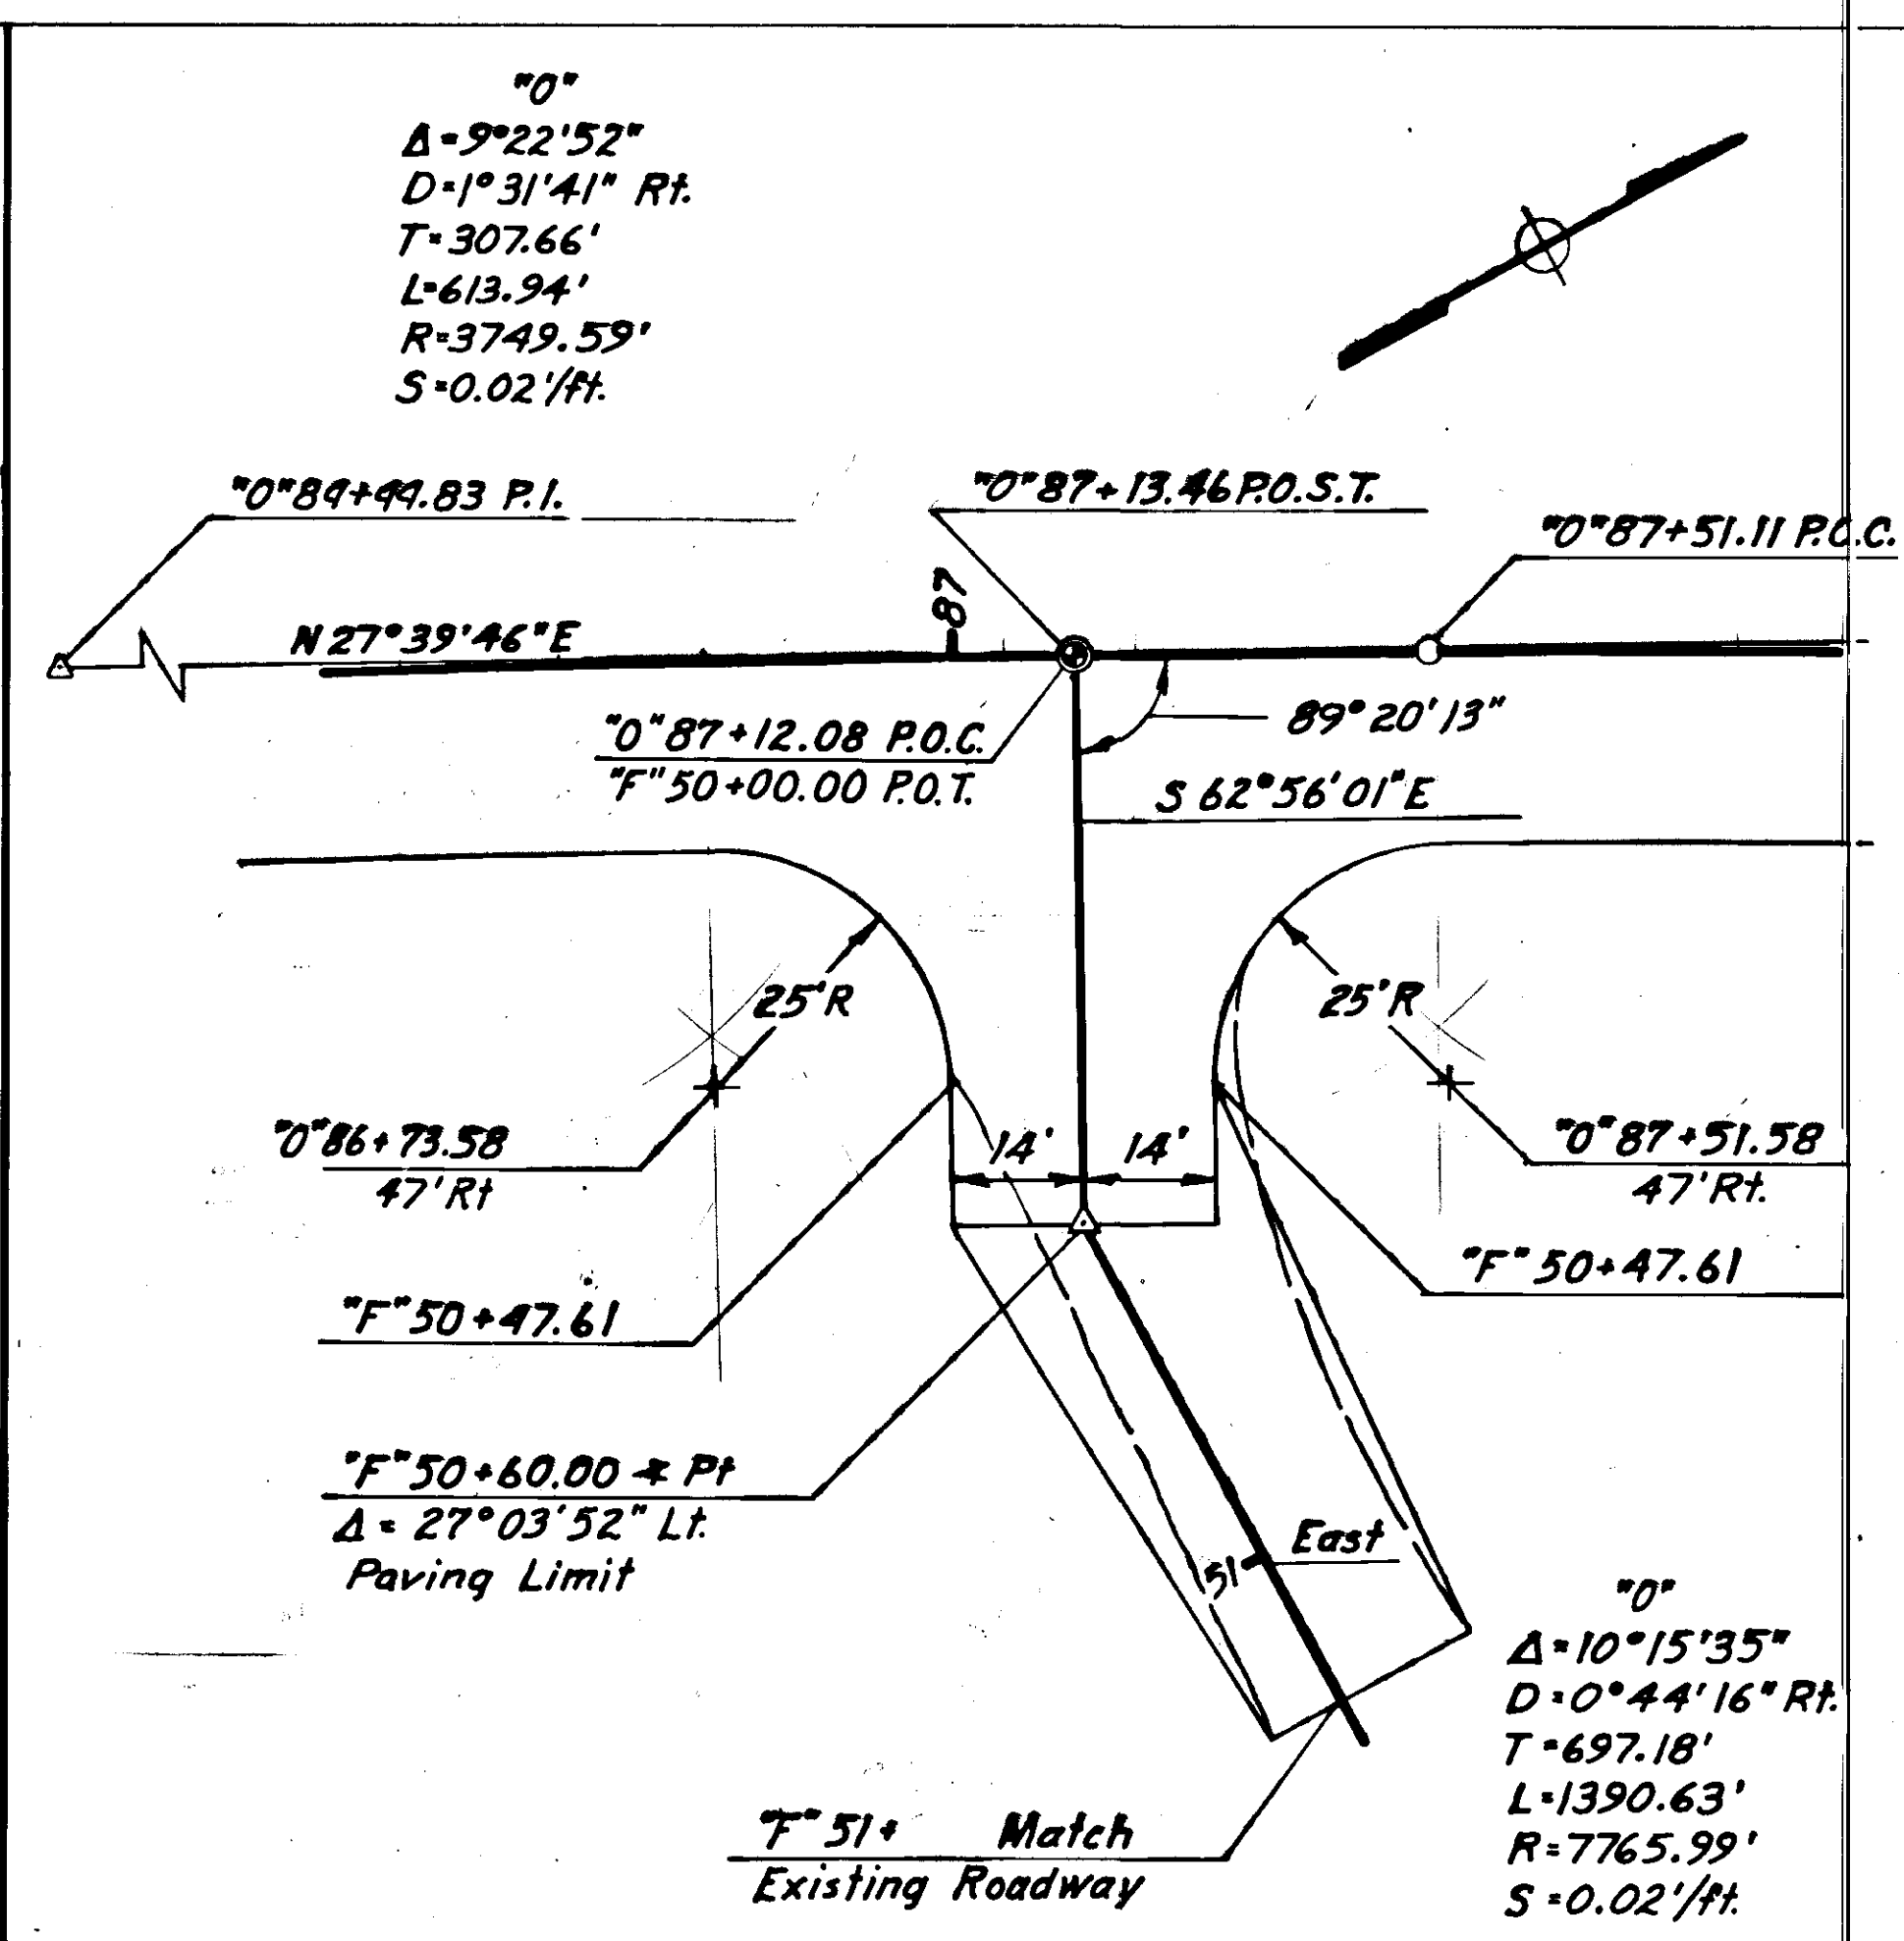 "O"
Δ=9°22'52"
D=1°31'41" Rt.
T=307.66'
L=613.94'
R=3749.59'
S=0.02'/ft.
"O"84+44.83 P.I.
"O"87+13.46 P.O.S.T.
"O"87+51.11 P.O.C.
87
N 27°39'46"E
89°20'13"
"O"87+12.08 P.O.C.
"F"50+00.00 P.O.T.
S 62°56'01"E
25'R
25'R
"O"86+73.58
47'Rt
14'
14'
"O"87+51.58
47'Rt.
"F"50+47.61
"F"50+47.61
"F"50+60.00 ∡ Pt
Δ= 27°03'52" Lt.
Paving Limit
East
51
"O"
Δ=10°15'35"
D=0°44'16" Rt.
T=697.18'
L=1390.63'
R=7765.99'
S=0.02'/ft.
"F" 51+ Match
Existing Roadway